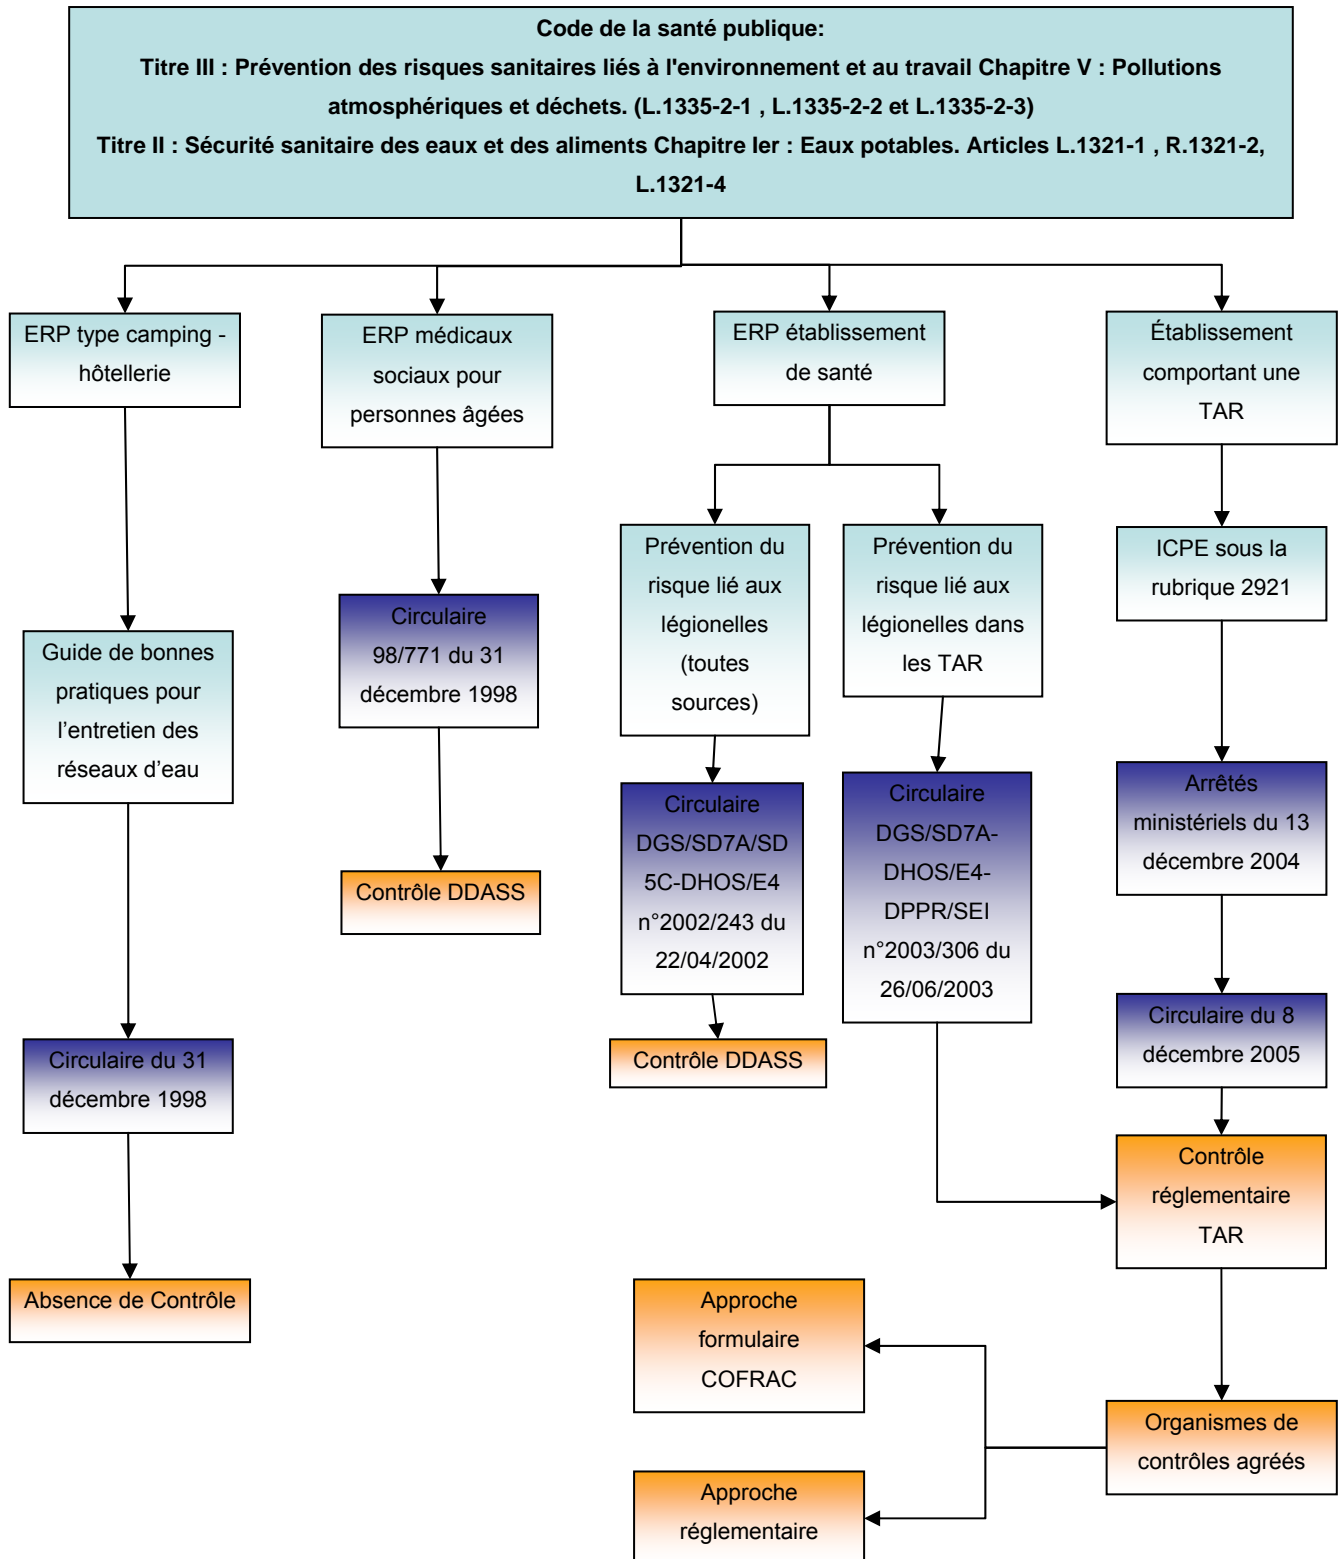 Code de la santé publique:
Titre III : Prévention des risques sanitaires liés à l'environnement et au travail Chapitre V : Pollutions
atmosphériques et déchets. (L.1335-2-1 , L.1335-2-2 et L.1335-2-3)
Titre II : Sécurité sanitaire des eaux et des aliments Chapitre Ier : Eaux potables. Articles L.1321-1 , R.1321-2,
L.1321-4
ERP type camping -
hôtellerie
ERP médicaux
sociaux pour
personnes âgées
ERP établissement
de santé
Établissement
comportant une
TAR
Prévention du
risque lié aux
légionelles
(toutes
sources)
Prévention du
risque lié aux
légionelles dans
les TAR
ICPE sous la
rubrique 2921
Circulaire
98/771 du 31
décembre 1998
Guide de bonnes
pratiques pour
l’entretien des
réseaux d’eau
Circulaire
DGS/SD7A/SD
5C-DHOS/E4
n°2002/243 du
22/04/2002
Circulaire
DGS/SD7A-
DHOS/E4-
DPPR/SEI
n°2003/306 du
26/06/2003
Arrêtés
ministériels du 13
décembre 2004
Contrôle DDASS
Circulaire du 8
décembre 2005
Circulaire du 31
décembre 1998
Contrôle DDASS
Contrôle
réglementaire
TAR
Absence de Contrôle
Approche
formulaire
COFRAC
Organismes de
contrôles agréés
Approche
réglementaire